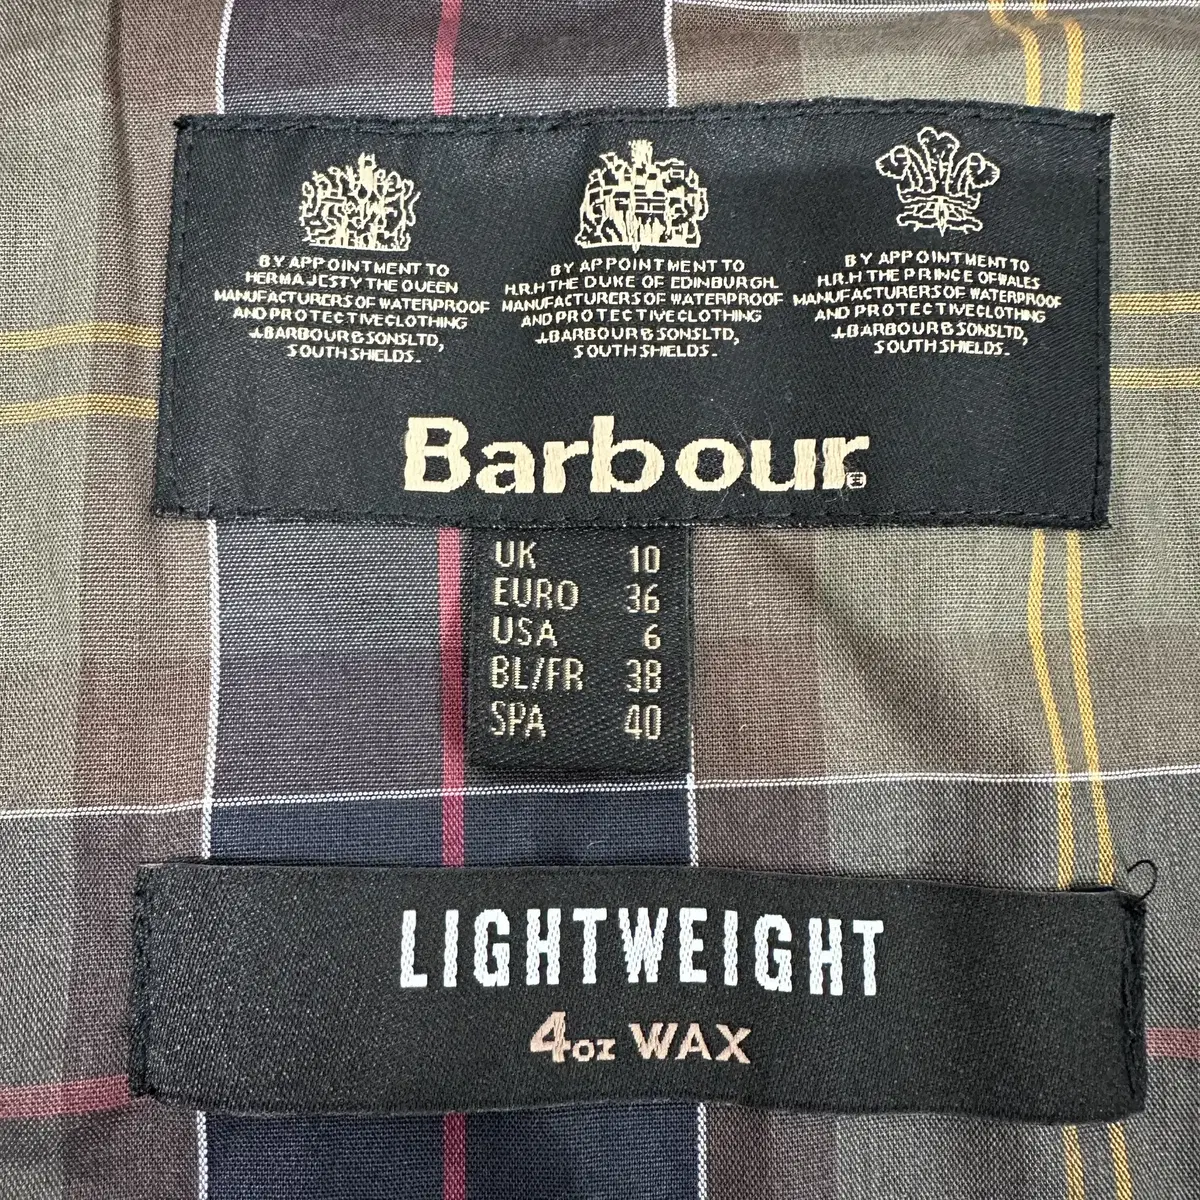 BY APPOINTMENT TO
HER MAJESTY THE QUEEN
MANUFACTURERS OF WATERPROOF
AND PROTECTIVE CLOTHING
J.BARBOUR & SONS LTD,
SOUTH SHIELDS.
BY APPOINTMENT TO
H.R.H THE DUKE OF EDINBURGH
MANUFACTURERS OF WATERPROOF
AND PROTECTIVE CLOTHING
J.BARBOUR & SONS LTD,
SOUTH SHIELDS.
BY APPOINTMENT TO
H.R.H THE PRINCE OF WALES
MANUFACTURERS OF WATERPROOF
AND PROTECTIVE CLOTHING
J.BARBOUR & SONS LTD,
SOUTH SHIELDS.
Barbour®
UK 10
EURO 36
USA 6
BL/FR 38
SPA 40
LIGHTWEIGHT
4oz WAX